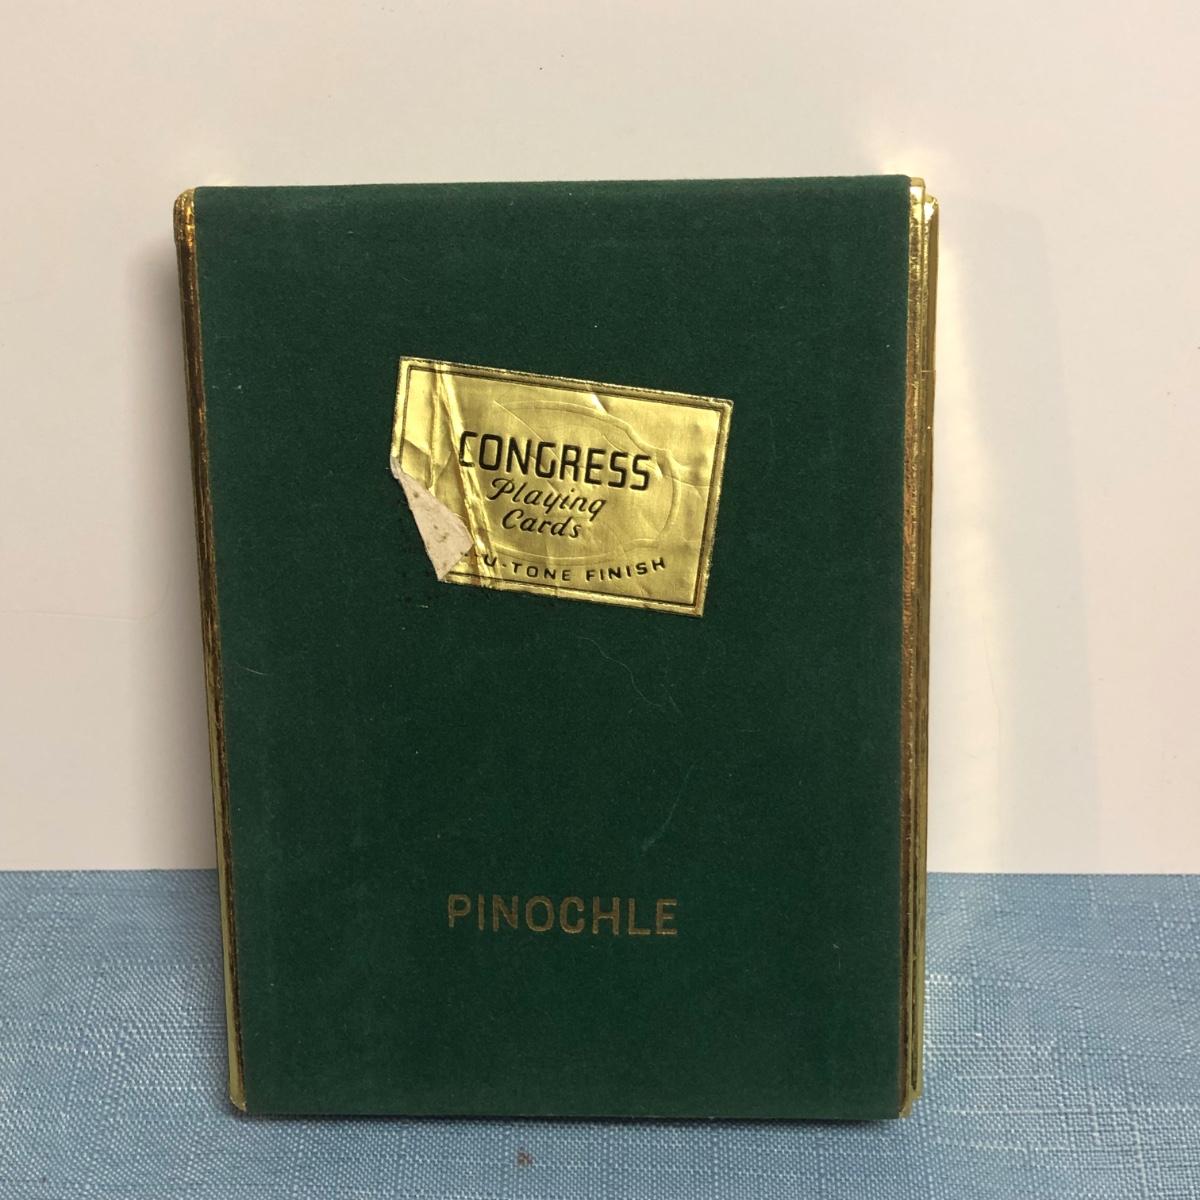 CONGRESS
Playing
Cards
U-TONE FINISH
PINOCHLE